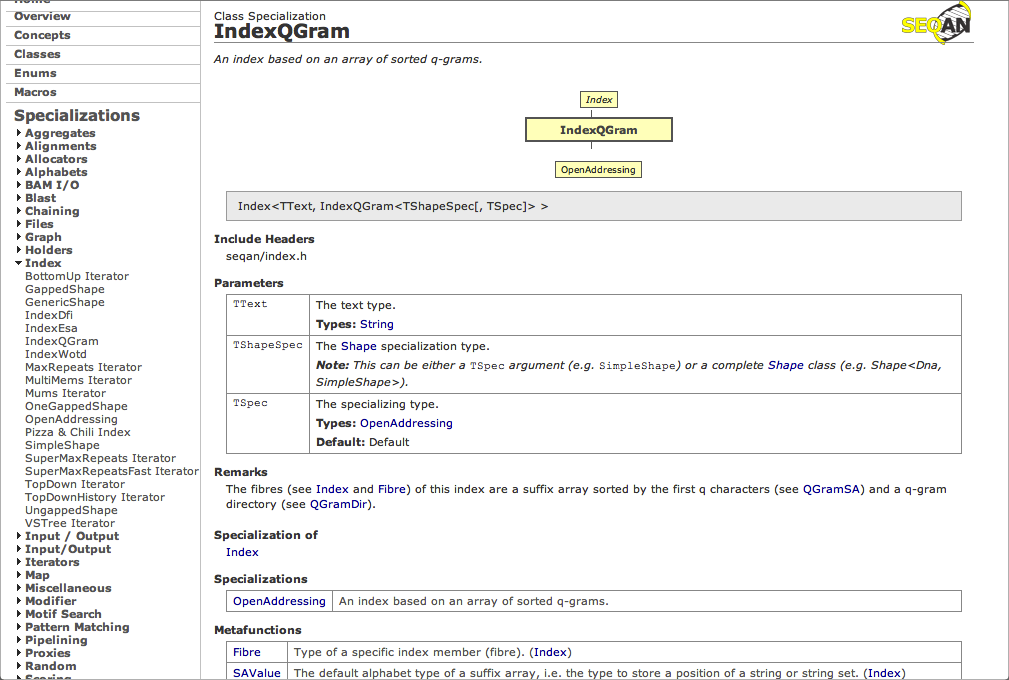 Home
Overview
Concepts
Classes
Enums
Macros
Specializations
Aggregates
Alignments
Allocators
Alphabets
BAM I/O
Blast
Chaining
Files
Graph
Holders
Index
BottomUp Iterator
GappedShape
GenericShape
IndexDfi
IndexEsa
IndexQGram
IndexWotd
MaxRepeats Iterator
MultiMems Iterator
Mums Iterator
OneGappedShape
OpenAddressing
Pizza & Chili Index
SimpleShape
SuperMaxRepeats Iterator
SuperMaxRepeatsFast Iterator
TopDown Iterator
TopDownHistory Iterator
UngappedShape
VSTree Iterator
Input / Output
Input/Output
Iterators
Map
Miscellaneous
Modifier
Motif Search
Pattern Matching
Pipelining
Proxies
Random
Scoring
Class Specialization
IndexQGram
SEQAN
An index based on an array of sorted q-grams.
Index
IndexQGram
OpenAddressing
Index<TText, IndexQGram<TShapeSpec[, TSpec]> >
Include Headers
seqan/index.h
Parameters
TText The text type.
Types: String
TShapeSpec The Shape specialization type.
Note: This can be either a TSpec argument (e.g. SimpleShape) or a complete Shape class (e.g. Shape<Dna,
SimpleShape>).
TSpec The specializing type.
Types: OpenAddressing
Default: Default
Remarks
The fibres (see Index and Fibre) of this index are a suffix array sorted by the first q characters (see QGramSA) and a q-gram
directory (see QGramDir).
Specialization of
Index
Specializations
OpenAddressing An index based on an array of sorted q-grams.
Metafunctions
Fibre Type of a specific index member (fibre). (Index)
SAValue The default alphabet type of a suffix array, i.e. the type to store a position of a string or string set. (Index)